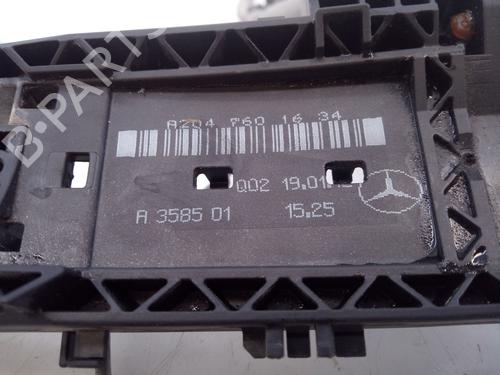 B-PARTS
A204 760 16 34
Q02 19.01
A 3585 01 15.25